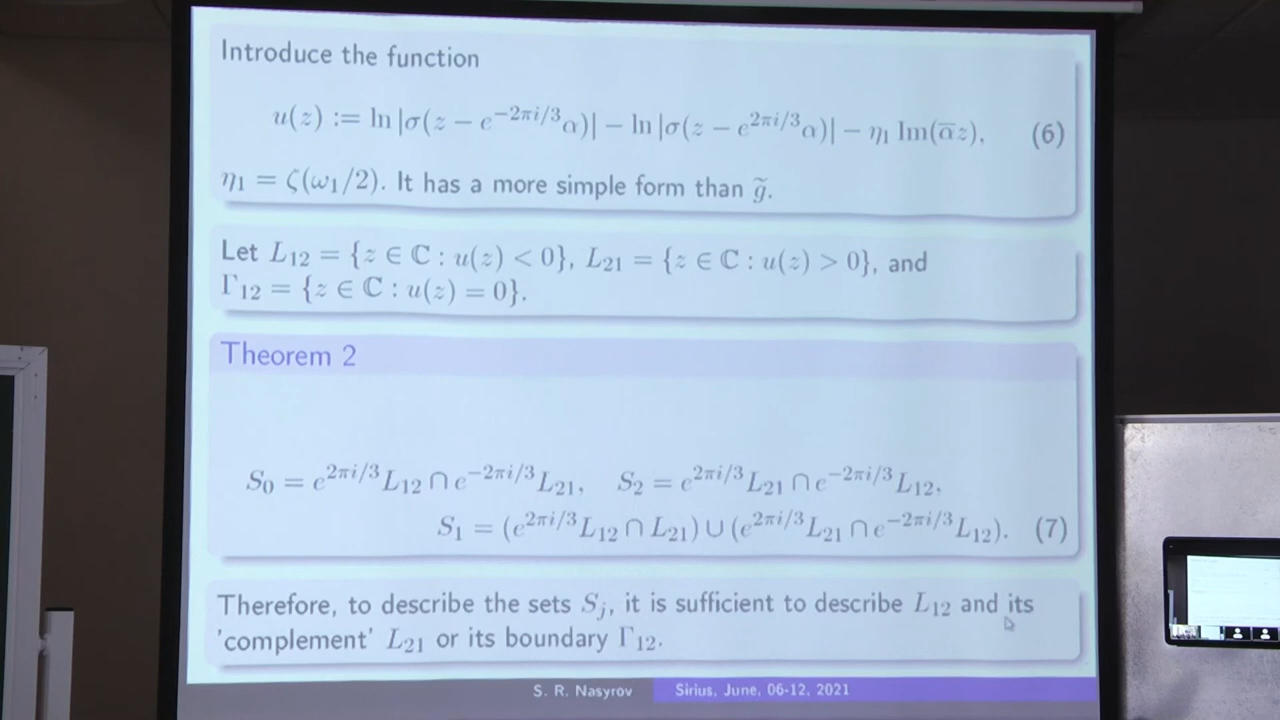 Introduce the function
u(z) := ln |σ(z − e^{−2πi/3}α)| − ln |σ(z − e^{2πi/3}α)| − η₁ Im(α̅z), (6)
η₁ = ζ(ω₁/2). It has a more simple form than g̃.
Let L₁₂ = {z ∈ ℂ : u(z) < 0}, L₂₁ = {z ∈ ℂ : u(z) > 0}, and
Γ₁₂ = {z ∈ ℂ : u(z) = 0}.
Theorem 2
S₀ = e^{2πi/3}L₁₂ ∩ e^{−2πi/3}L₂₁, S₂ = e^{2πi/3}L₂₁ ∩ e^{−2πi/3}L₁₂,
S₁ = (e^{2πi/3}L₁₂ ∩ L₂₁) ∪ (e^{2πi/3}L₂₁ ∩ e^{−2πi/3}L₁₂). (7)
Therefore, to describe the sets Sⱼ, it is sufficient to describe L₁₂ and its
'complement' L₂₁ or its boundary Γ₁₂.
S. R. Nasyrov Sirius, June, 06-12, 2021